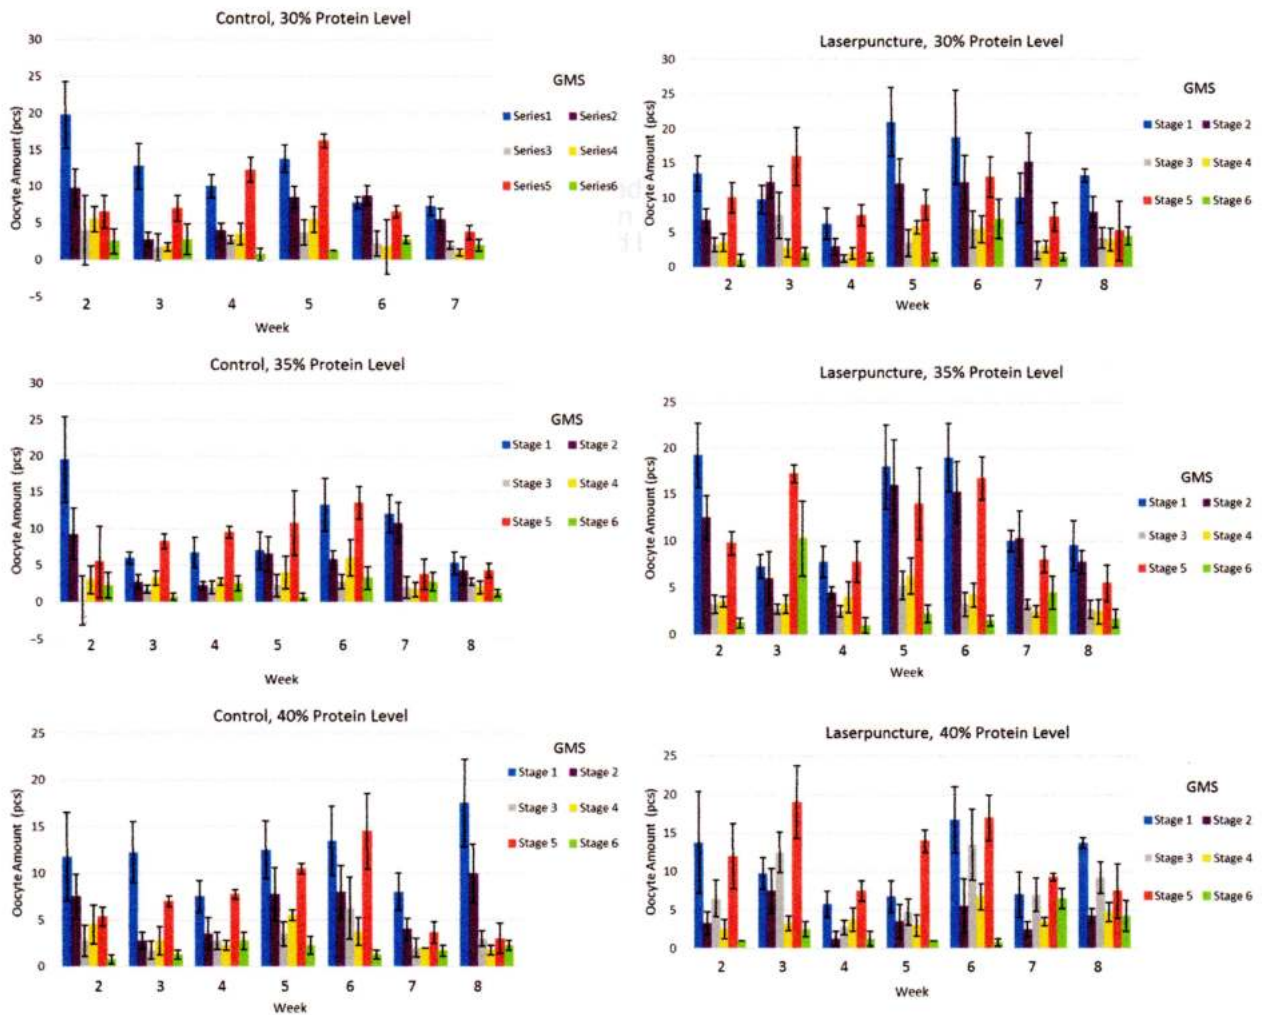 Control, 30% Protein Level
30
25
20
15
10
5
0
-5
Oocyte Amount (pcs)
2 3 4 5 6 7
Week
GMS
Series1 Series2
Series3 Series4
Series5 Series6
Laserpuncture, 30% Protein Level
30
25
20
15
10
5
0
Oocyte Amount (pcs)
2 3 4 5 6 7 8
Week
GMS
Stage 1 Stage 2
Stage 3 Stage 4
Stage 5 Stage 6
Control, 35% Protein Level
30
25
20
15
10
5
0
-5
Oocyte Amount (pcs)
2 3 4 5 6 7 8
Week
GMS
Stage 1 Stage 2
Stage 3 Stage 4
Stage 5 Stage 6
Laserpuncture, 35% Protein Level
25
20
15
10
5
0
Oocyte Amount (pcs)
2 3 4 5 6 7 8
Week
GMS
Stage 1 Stage 2
Stage 3 Stage 4
Stage 5 Stage 6
Control, 40% Protein Level
25
20
15
10
5
0
Oocyte Amount (pcs)
2 3 4 5 6 7 8
Week
GMS
Stage 1 Stage 2
Stage 3 Stage 4
Stage 5 Stage 6
Laserpuncture, 40% Protein Level
25
20
15
10
5
0
Oocyte Amount (pcs)
2 3 4 5 6 7 8
Week
GMS
Stage 1 Stage 2
Stage 3 Stage 4
Stage 5 Stage 6